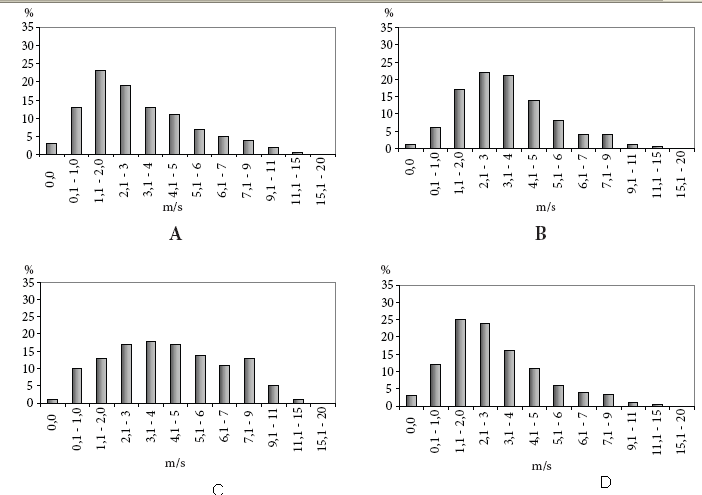 %
35
30
25
20
15
10
5
0
0,0
0,1 - 1,0
1,1 - 2,0
2,1 - 3
3,1 - 4
4,1 - 5
5,1 - 6
6,1 - 7
7,1 - 9
9,1 - 11
11,1 - 15
15,1 - 20
m/s
A
%
35
30
25
20
15
10
5
0
0,0
0,1 - 1,0
1,1 - 2,0
2,1 - 3
3,1 - 4
4,1 - 5
5,1 - 6
6,1 - 7
7,1 - 9
9,1 - 11
11,1 - 15
15,1 - 20
m/s
B
%
35
30
25
20
15
10
5
0
0,0
0,1 - 1,0
1,1 - 2,0
2,1 - 3
3,1 - 4
4,1 - 5
5,1 - 6
6,1 - 7
7,1 - 9
9,1 - 11
11,1 - 15
15,1 - 20
m/s
C
%
35
30
25
20
15
10
5
0
0,0
0,1 - 1,0
1,1 - 2,0
2,1 - 3
3,1 - 4
4,1 - 5
5,1 - 6
6,1 - 7
7,1 - 9
9,1 - 11
11,1 - 15
15,1 - 20
m/s
D